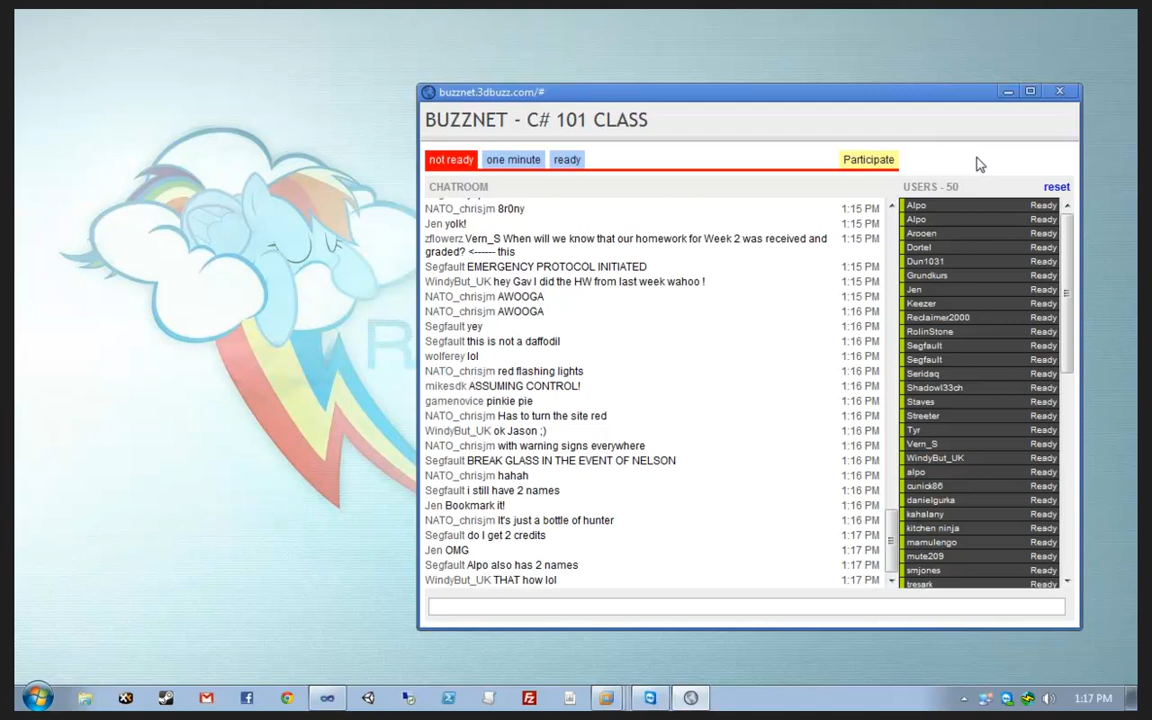 buzznet.3dbuzz.com/#
BUZZNET - C# 101 CLASS
not ready one minute ready Participate
CHATROOM USERS - 50 reset
NATO_chrisjm 8r0ny 1:15 PM
Jen yolk! 1:15 PM
zflowerz Vern_S When will we know that our homework for Week 2 was received and 1:15 PM
graded? <------ this
Segfault EMERGENCY PROTOCOL INITIATED 1:15 PM
WindyBut_UK hey Gav I did the HW from last week wahoo ! 1:15 PM
NATO_chrisjm AWOOGA 1:15 PM
NATO_chrisjm AWOOGA 1:15 PM
Segfault yey 1:16 PM
Segfault this is not a daffodil 1:16 PM
wolferey lol 1:16 PM
NATO_chrisjm red flashing lights 1:16 PM
mikesdk ASSUMING CONTROL! 1:16 PM
gamenovice pinkie pie 1:16 PM
NATO_chrisjm Has to turn the site red 1:16 PM
WindyBut_UK ok Jason ;) 1:16 PM
NATO_chrisjm with warning signs everywhere 1:16 PM
Segfault BREAK GLASS IN THE EVENT OF NELSON 1:16 PM
NATO_chrisjm hahah 1:16 PM
Segfault i still have 2 names 1:16 PM
Jen Bookmark it! 1:16 PM
NATO_chrisjm It's just a bottle of hunter 1:16 PM
Segfault do I get 2 credits 1:17 PM
Jen OMG 1:17 PM
Segfault Alpo also has 2 names 1:17 PM
WindyBut_UK THAT how lol 1:17 PM
Alpo Ready
Alpo Ready
Arooen Ready
Dortel Ready
Dun1031 Ready
Grundkurs Ready
Jen Ready
Keezer Ready
Reclaimer2000 Ready
RolinStone Ready
Segfault Ready
Segfault Ready
Seridaq Ready
Shadowl33ch Ready
Staves Ready
Streeter Ready
Tyr Ready
Vern_S Ready
WindyBut_UK Ready
alpo Ready
cunick86 Ready
danielgurka Ready
kahalany Ready
kitchen ninja Ready
mamulengo Ready
mute209 Ready
smjones Ready
tresark Ready
R
1:17 PM